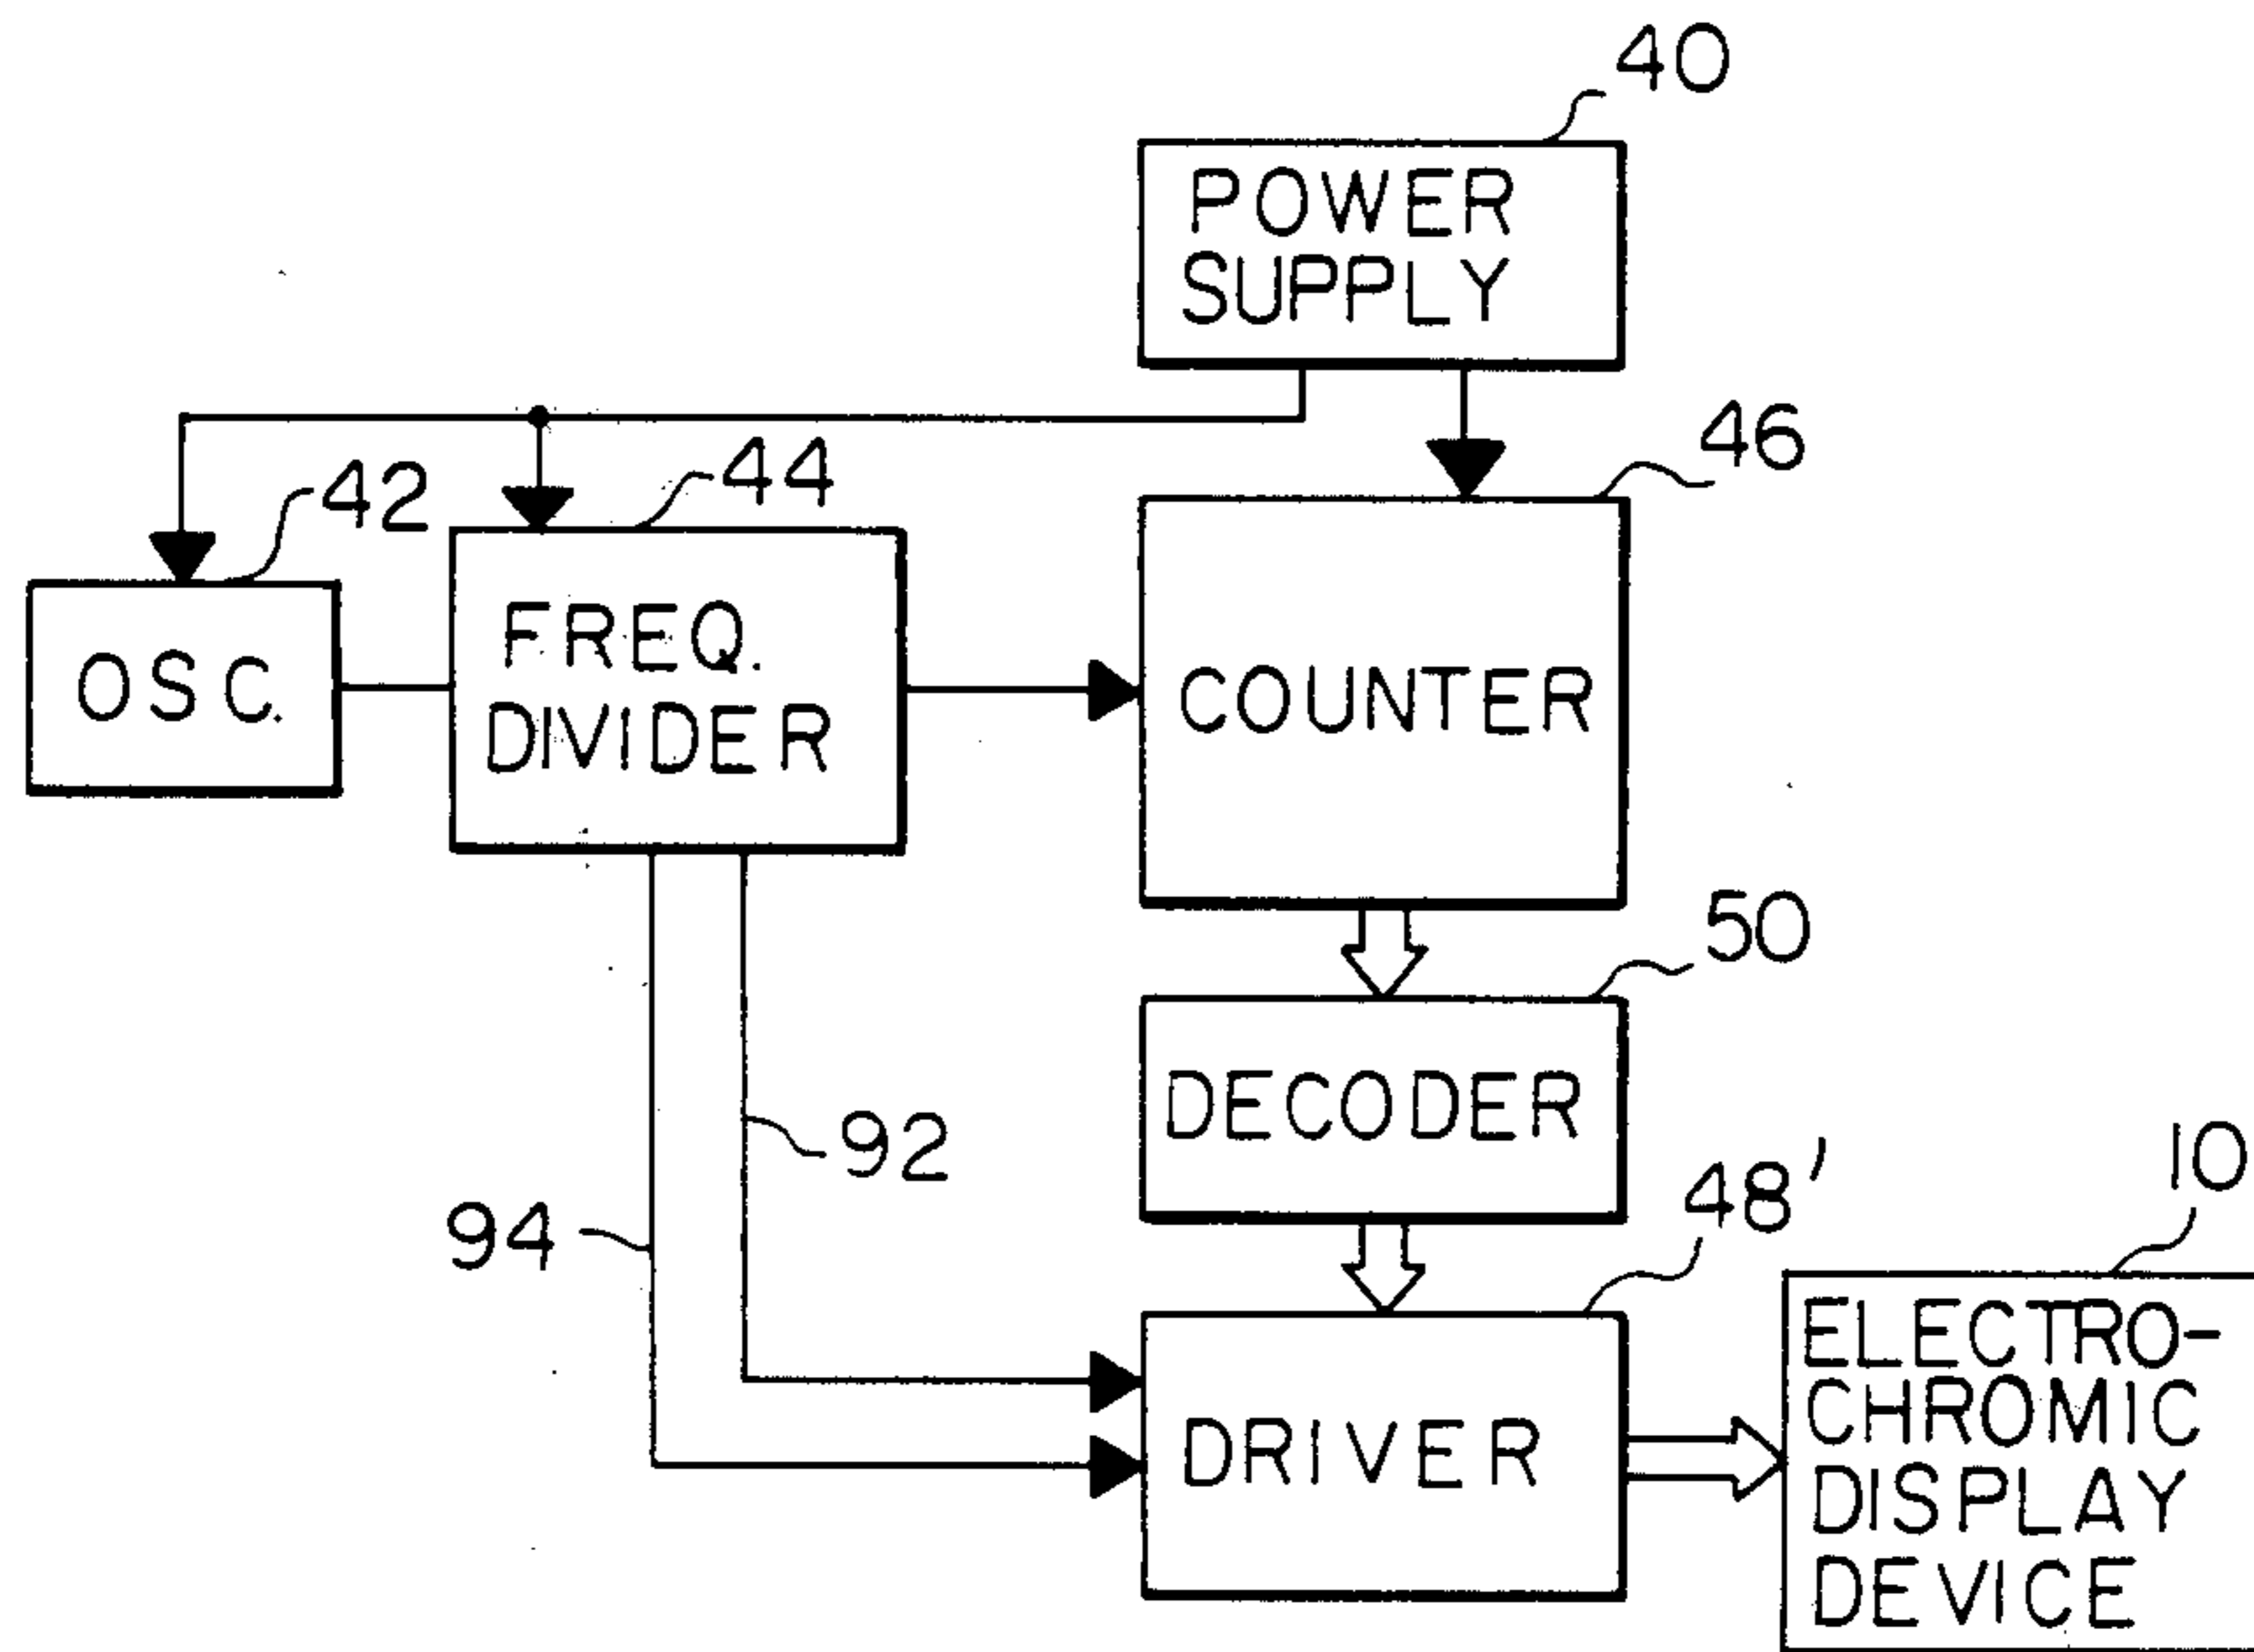 40
POWER
SUPPLY
46
44
42
FREQ.
DIVIDER
OSC.
COUNTER
50
DECODER
92
94
48'
10
ELECTRO-
CHROMIC
DISPLAY
DEVICE
DRIVER